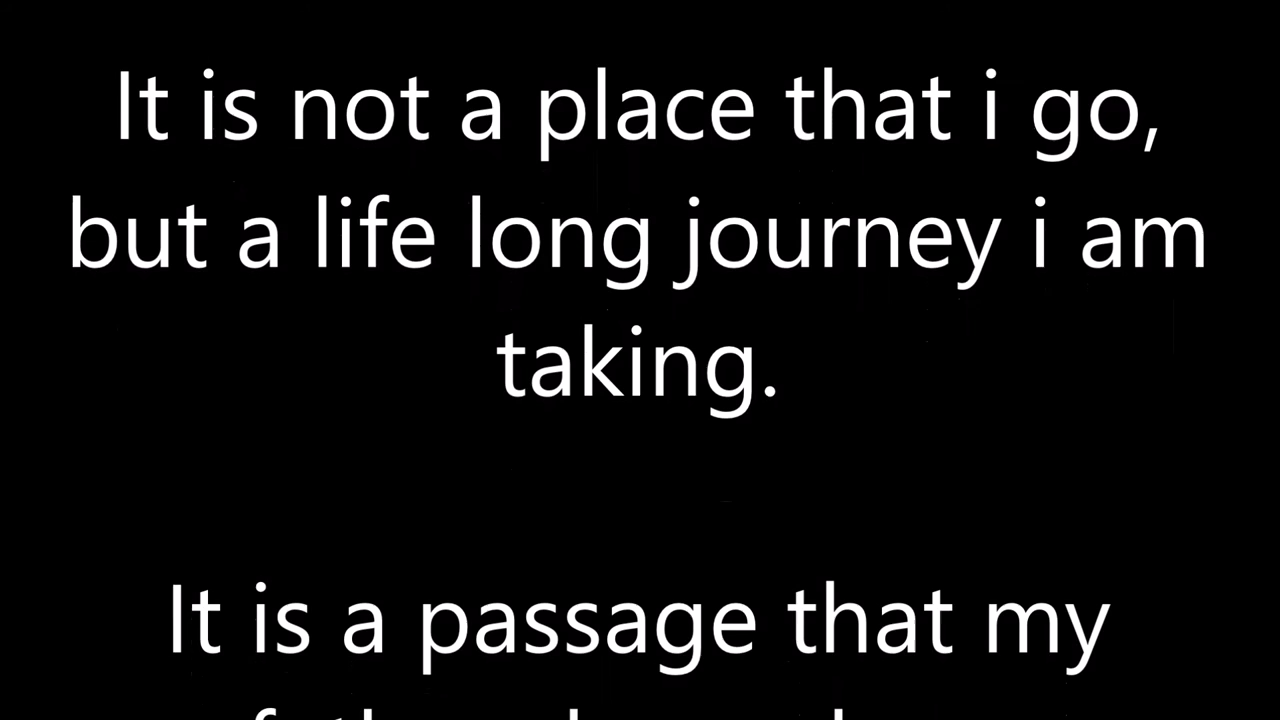 It is not a place that i go,
but a life long journey i am
taking.
It is a passage that my